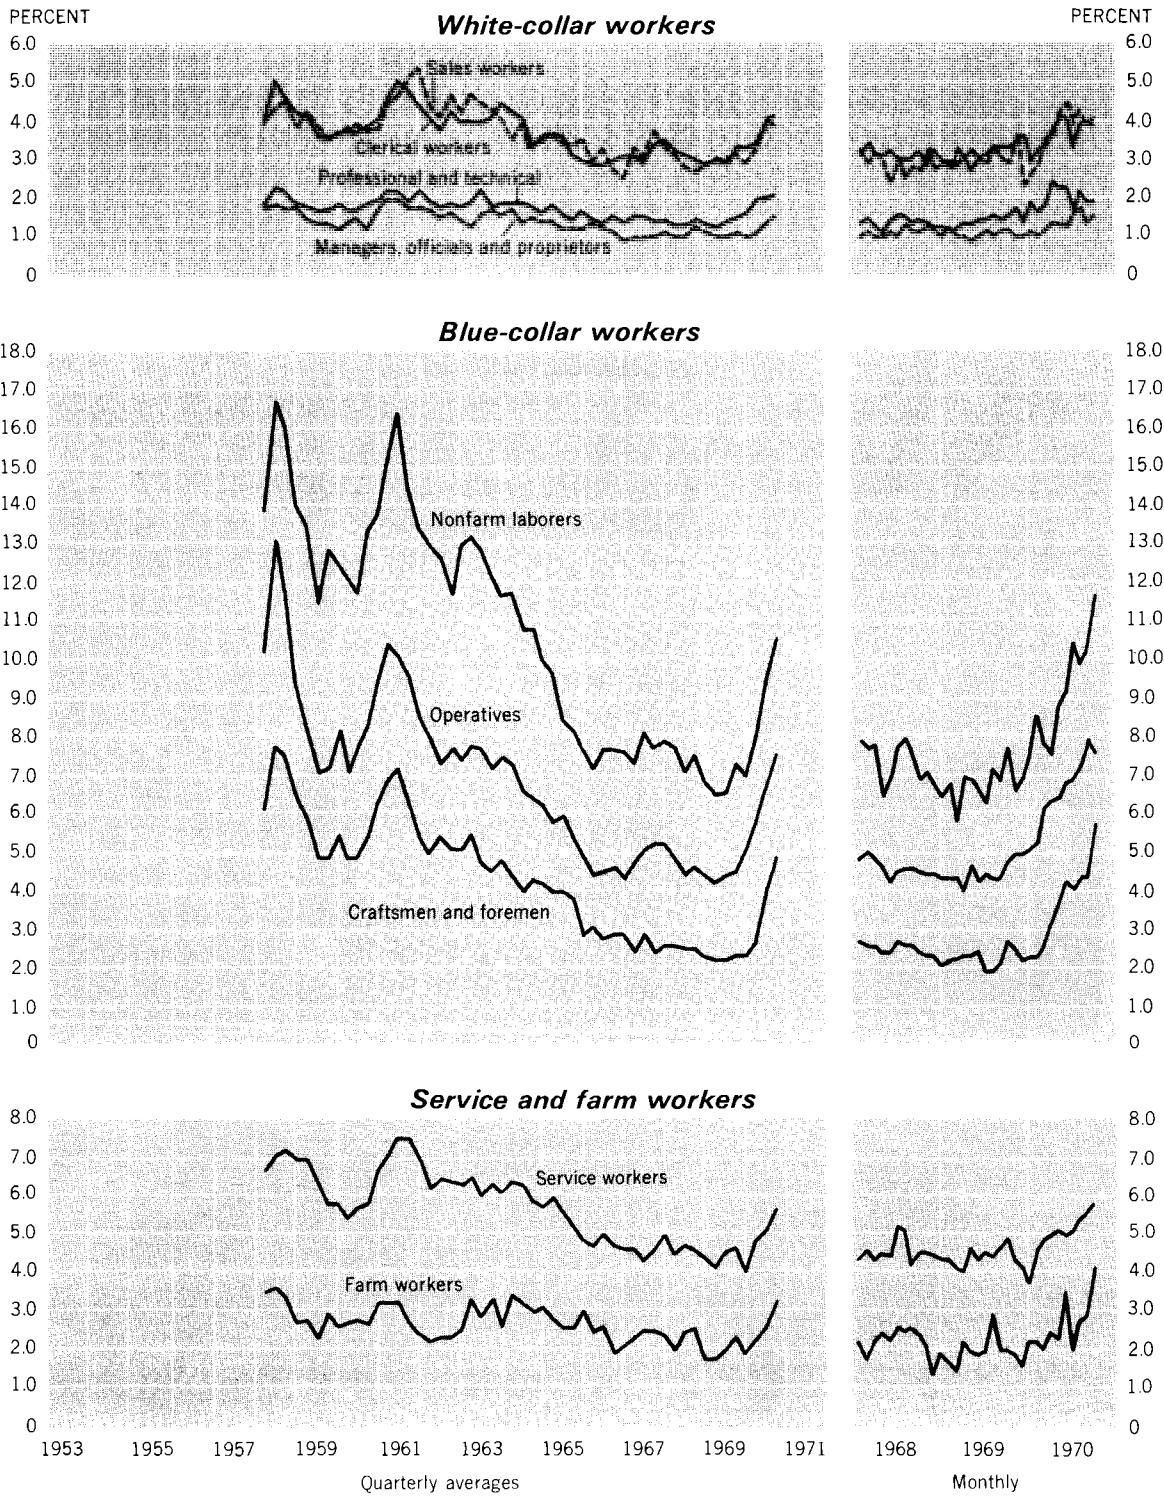 PERCENT PERCENT
White-collar workers
6.0 6.0
5.0 Sales workers 5.0
4.0 4.0
Clerical workers
3.0 3.0
Professional and technical
2.0 2.0
1.0 1.0
Managers, officials and proprietors
0 0
Blue-collar workers
18.0 18.0
17.0 17.0
16.0 16.0
15.0 15.0
14.0 14.0
Nonfarm laborers
13.0 13.0
12.0 12.0
11.0 11.0
10.0 10.0
9.0 9.0
Operatives
8.0 8.0
7.0 7.0
6.0 6.0
5.0 5.0
4.0 4.0
Craftsmen and foremen
3.0 3.0
2.0 2.0
1.0 1.0
0 0
Service and farm workers
8.0 8.0
7.0 7.0
Service workers
6.0 6.0
5.0 5.0
4.0 4.0
Farm workers
3.0 3.0
2.0 2.0
1.0 1.0
0 0
1953 1955 1957 1959 1961 1963 1965 1967 1969 1971 1968 1969 1970
Quarterly averages Monthly